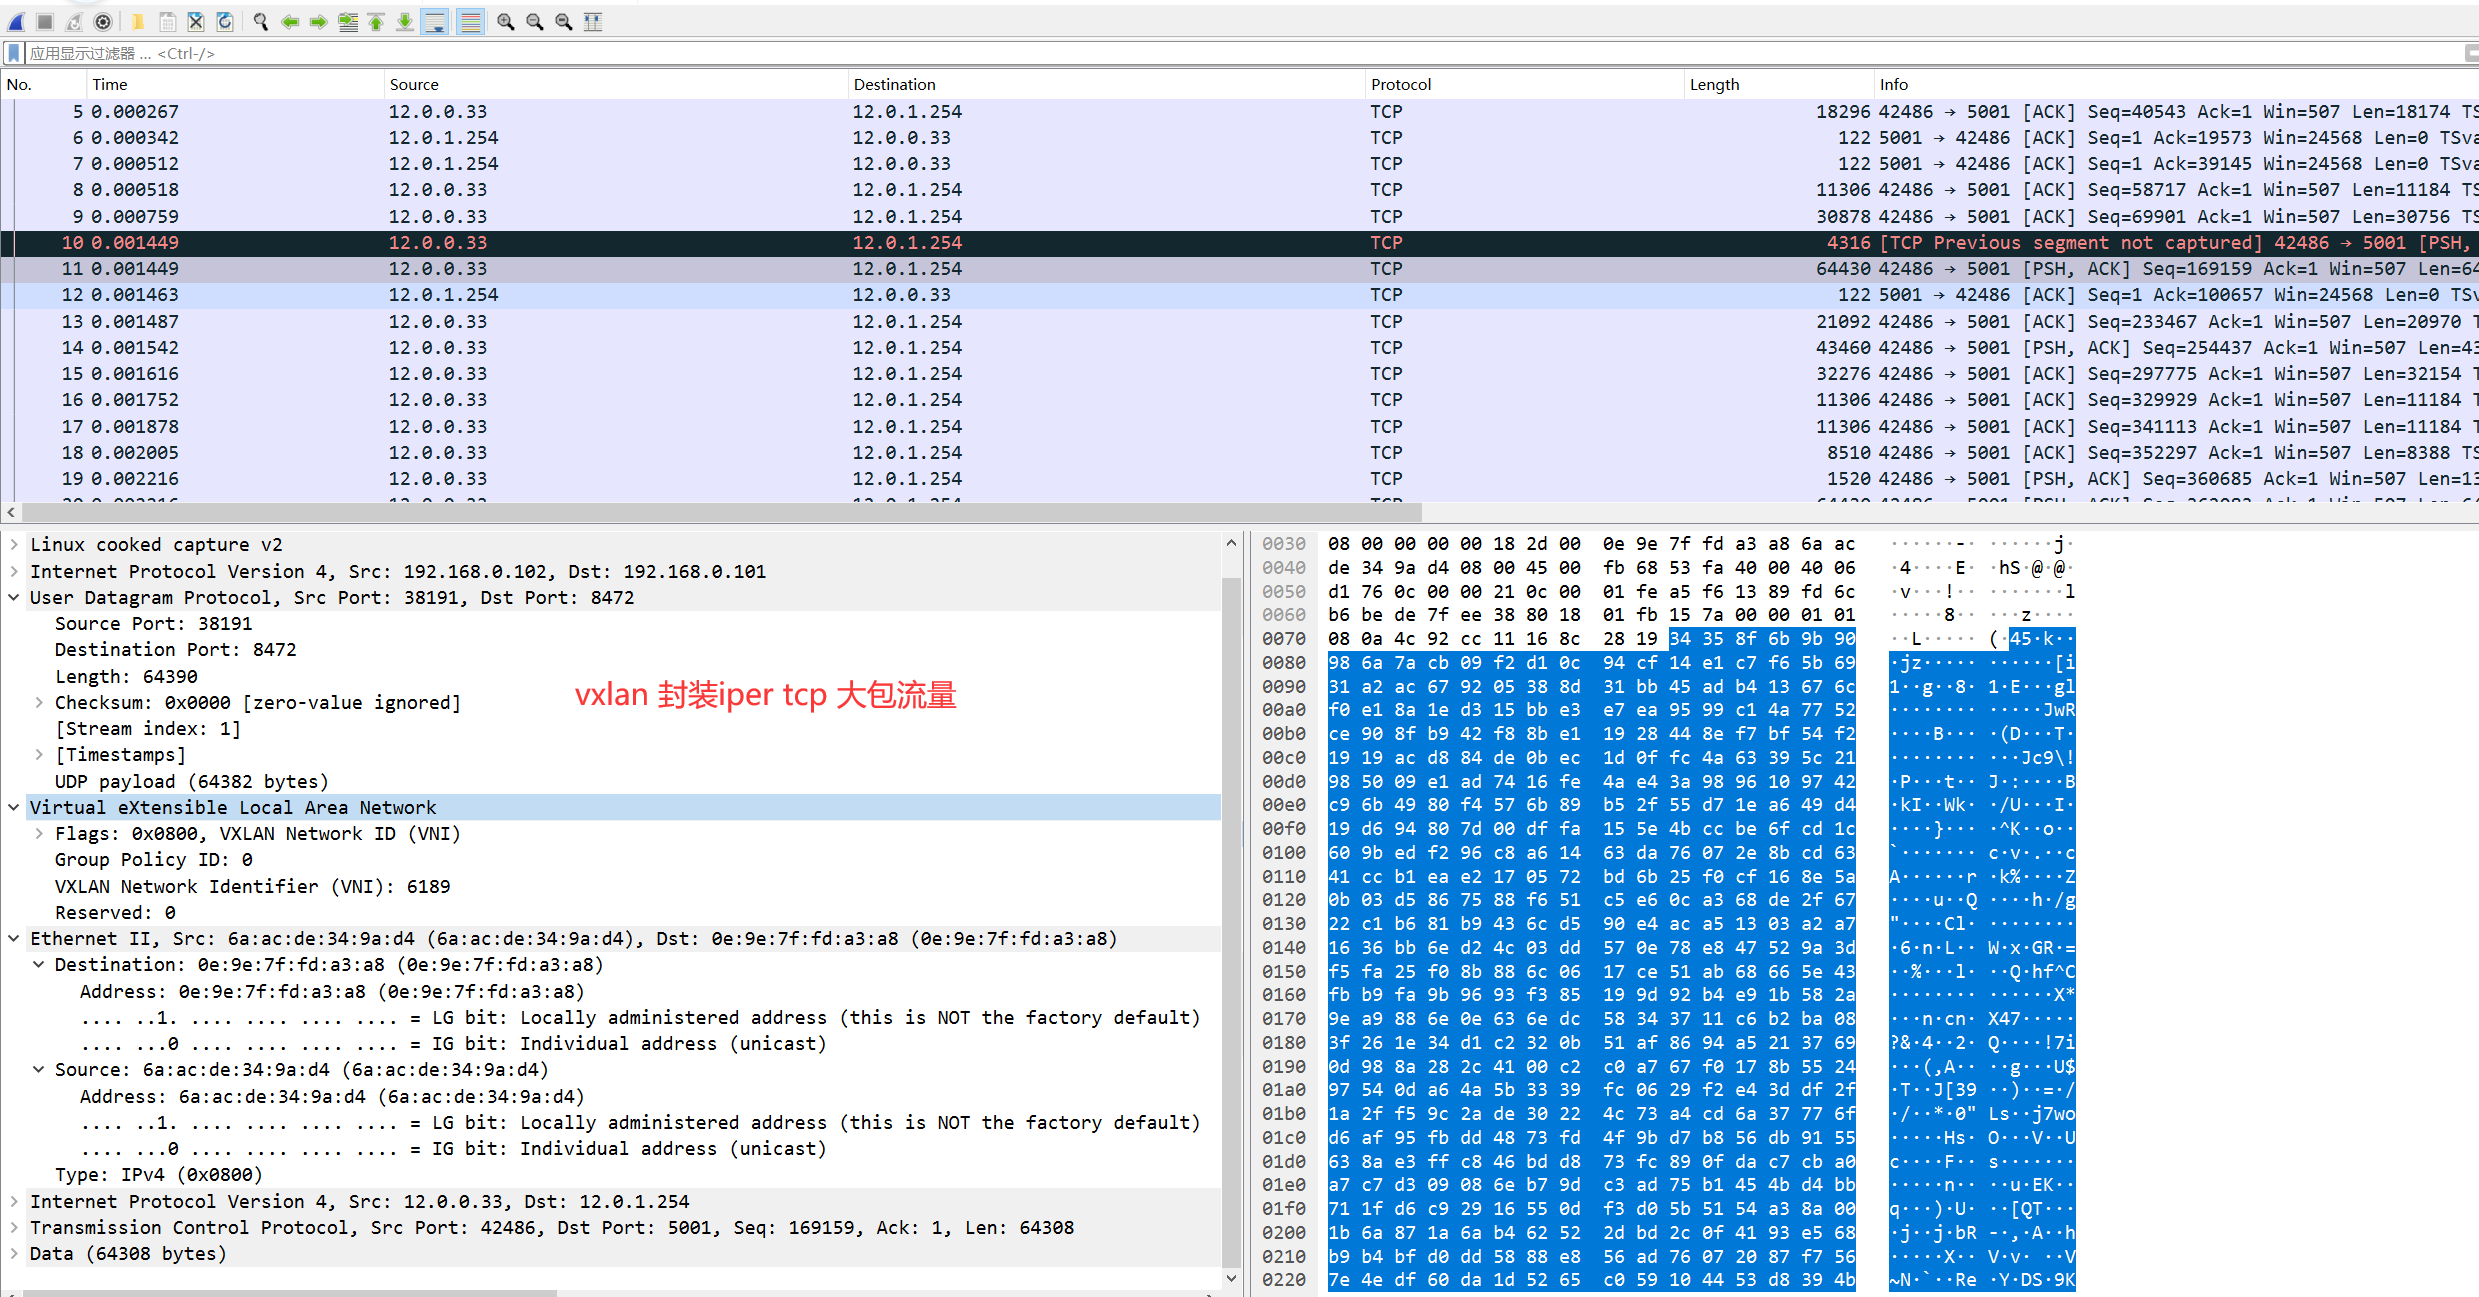 应用显示过滤器 … <Ctrl-/>
No. Time Source Destination Protocol Length Info
5 0.000267 12.0.0.33 12.0.1.254 TCP 18296 42486 → 5001 [ACK] Seq=40543 Ack=1 Win=507 Len=18174 TS
6 0.000342 12.0.1.254 12.0.0.33 TCP 122 5001 → 42486 [ACK] Seq=1 Ack=19573 Win=24568 Len=0 TSva
7 0.000512 12.0.1.254 12.0.0.33 TCP 122 5001 → 42486 [ACK] Seq=1 Ack=39145 Win=24568 Len=0 TSva
8 0.000518 12.0.0.33 12.0.1.254 TCP 11306 42486 → 5001 [ACK] Seq=58717 Ack=1 Win=507 Len=11184 TS
9 0.000759 12.0.0.33 12.0.1.254 TCP 30878 42486 → 5001 [ACK] Seq=69901 Ack=1 Win=507 Len=30756 TS
10 0.001449 12.0.0.33 12.0.1.254 TCP 4316 [TCP Previous segment not captured] 42486 → 5001 [PSH,
11 0.001449 12.0.0.33 12.0.1.254 TCP 64430 42486 → 5001 [PSH, ACK] Seq=169159 Ack=1 Win=507 Len=64
12 0.001463 12.0.1.254 12.0.0.33 TCP 122 5001 → 42486 [ACK] Seq=1 Ack=100657 Win=24568 Len=0 TSv
13 0.001487 12.0.0.33 12.0.1.254 TCP 21092 42486 → 5001 [ACK] Seq=233467 Ack=1 Win=507 Len=20970 T
14 0.001542 12.0.0.33 12.0.1.254 TCP 43460 42486 → 5001 [PSH, ACK] Seq=254437 Ack=1 Win=507 Len=43
15 0.001616 12.0.0.33 12.0.1.254 TCP 32276 42486 → 5001 [ACK] Seq=297775 Ack=1 Win=507 Len=32154 T
16 0.001752 12.0.0.33 12.0.1.254 TCP 11306 42486 → 5001 [ACK] Seq=329929 Ack=1 Win=507 Len=11184 T
17 0.001878 12.0.0.33 12.0.1.254 TCP 11306 42486 → 5001 [ACK] Seq=341113 Ack=1 Win=507 Len=11184 T
18 0.002005 12.0.0.33 12.0.1.254 TCP 8510 42486 → 5001 [ACK] Seq=352297 Ack=1 Win=507 Len=8388 TS
19 0.002216 12.0.0.33 12.0.1.254 TCP 1520 42486 → 5001 [PSH, ACK] Seq=360685 Ack=1 Win=507 Len=13
Linux cooked capture v2
Internet Protocol Version 4, Src: 192.168.0.102, Dst: 192.168.0.101
User Datagram Protocol, Src Port: 38191, Dst Port: 8472
Source Port: 38191
Destination Port: 8472
Length: 64390
Checksum: 0x0000 [zero-value ignored]
[Stream index: 1]
[Timestamps]
UDP payload (64382 bytes)
vxlan 封装iper tcp 大包流量
Virtual eXtensible Local Area Network
Flags: 0x0800, VXLAN Network ID (VNI)
Group Policy ID: 0
VXLAN Network Identifier (VNI): 6189
Reserved: 0
Ethernet II, Src: 6a:ac:de:34:9a:d4 (6a:ac:de:34:9a:d4), Dst: 0e:9e:7f:fd:a3:a8 (0e:9e:7f:fd:a3:a8)
Destination: 0e:9e:7f:fd:a3:a8 (0e:9e:7f:fd:a3:a8)
Address: 0e:9e:7f:fd:a3:a8 (0e:9e:7f:fd:a3:a8)
.... ..1. .... .... .... .... = LG bit: Locally administered address (this is NOT the factory default)
.... ...0 .... .... .... .... = IG bit: Individual address (unicast)
Source: 6a:ac:de:34:9a:d4 (6a:ac:de:34:9a:d4)
Address: 6a:ac:de:34:9a:d4 (6a:ac:de:34:9a:d4)
.... ..1. .... .... .... .... = LG bit: Locally administered address (this is NOT the factory default)
.... ...0 .... .... .... .... = IG bit: Individual address (unicast)
Type: IPv4 (0x0800)
Internet Protocol Version 4, Src: 12.0.0.33, Dst: 12.0.1.254
Transmission Control Protocol, Src Port: 42486, Dst Port: 5001, Seq: 169159, Ack: 1, Len: 64308
Data (64308 bytes)
0030 08 00 00 00 00 18 2d 00 0e 9e 7f fd a3 a8 6a ac ······-· ······j·
0040 de 34 9a d4 08 00 45 00 fb 68 53 fa 40 00 40 06 ·4····E· ·hS·@·@·
0050 d1 76 0c 00 00 21 0c 00 01 fe a5 f6 13 89 fd 6c ·v···!·· ·······l
0060 b6 be de 7f ee 38 80 18 01 fb 15 7a 00 00 01 01 ·····8·· ···z····
0070 08 0a 4c 92 cc 11 16 8c 28 19 34 35 8f 6b 9b 90 ··L····· (·45·k··
0080 98 6a 7a cb 09 f2 d1 0c 94 cf 14 e1 c7 f6 5b 69 ·jz····· ······[i
0090 31 a2 ac 67 92 05 38 8d 31 bb 45 ad b4 13 67 6c 1··g··8· 1·E···gl
00a0 f0 e1 8a 1e d3 15 bb e3 e7 ea 95 99 c1 4a 77 52 ········ ·····JwR
00b0 ce 90 8f b9 42 f8 8b e1 19 28 44 8e f7 bf 54 f2 ····B··· ·(D···T·
00c0 19 19 ac d8 84 de 0b ec 1d 0f fc 4a 63 39 5c 21 ········ ···Jc9\!
00d0 98 50 09 e1 ad 74 16 fe 4a e4 3a 98 96 10 97 42 ·P···t·· J·:····B
00e0 c9 6b 49 80 f4 57 6b 89 b5 2f 55 d7 1e a6 49 d4 ·kI··Wk· ·/U···I·
00f0 19 d6 94 80 7d 00 df fa 15 5e 4b cc be 6f cd 1c ····}··· ·^K··o··
0100 60 9b ed f2 96 c8 a6 14 63 da 76 07 2e 8b cd 63 `······· c·v·.··c
0110 41 cc b1 ea e2 17 05 72 bd 6b 25 f0 cf 16 8e 5a A······r ·k%····Z
0120 0b 03 d5 86 75 88 f6 51 c5 e6 0c a3 68 de 2f 67 ····u··Q ····h·/g
0130 22 c1 b6 81 b9 43 6c d5 90 e4 ac a5 13 03 a2 a7 "····Cl· ········
0140 16 36 bb 6e d2 4c 03 dd 57 0e 78 e8 47 52 9a 3d ·6·n·L·· W·x·GR·=
0150 f5 fa 25 f0 8b 88 6c 06 17 ce 51 ab 68 66 5e 43 ··%···l· ··Q·hf^C
0160 fb b9 fa 9b 96 93 f3 85 19 9d 92 b4 e9 1b 58 2a ········ ······X*
0170 9e a9 88 6e 0e 63 6e dc 58 34 37 11 c6 b2 ba 08 ···n·cn· X47·····
0180 3f 26 1e 34 d1 c2 32 0b 51 af 86 94 a5 21 37 69 ?&·4··2· Q····!7i
0190 0d 98 8a 28 2c 41 00 c2 c0 a7 67 f0 17 8b 55 24 ···(,A·· ··g···U$
01a0 97 54 0d a6 4a 5b 33 39 fc 06 29 f2 e4 3d df 2f ·T··J[39 ··)··=·/
01b0 1a 2f f5 9c 2a de 30 22 4c 73 a4 cd 6a 37 77 6f ·/··*·0" Ls··j7wo
01c0 d6 af 95 fb dd 48 73 fd 4f 9b d7 b8 56 db 91 55 ·····Hs· O···V··U
01d0 63 8a e3 ff c8 46 bd d8 73 fc 89 0f da c7 cb a0 c····F·· s·······
01e0 a7 c7 d3 09 08 6e b7 9d c3 ad 75 b1 45 4b d4 bb ·····n·· ··u·EK··
01f0 71 1f d6 c9 29 16 55 0d f3 d0 5b 51 54 a3 8a 00 q···)·U· ··[QT···
0200 1b 6a 87 1a 6a b4 62 52 2d bd 2c 0f 41 93 e5 68 ·j··j·bR -·,·A··h
0210 b9 b4 bf d0 dd 58 88 e8 56 ad 76 07 20 87 f7 56 ·····X·· V·v· ··V
0220 7e 4e df 60 da 1d 52 65 c0 59 10 44 53 d8 39 4b ~N·`··Re ·Y·DS·9K